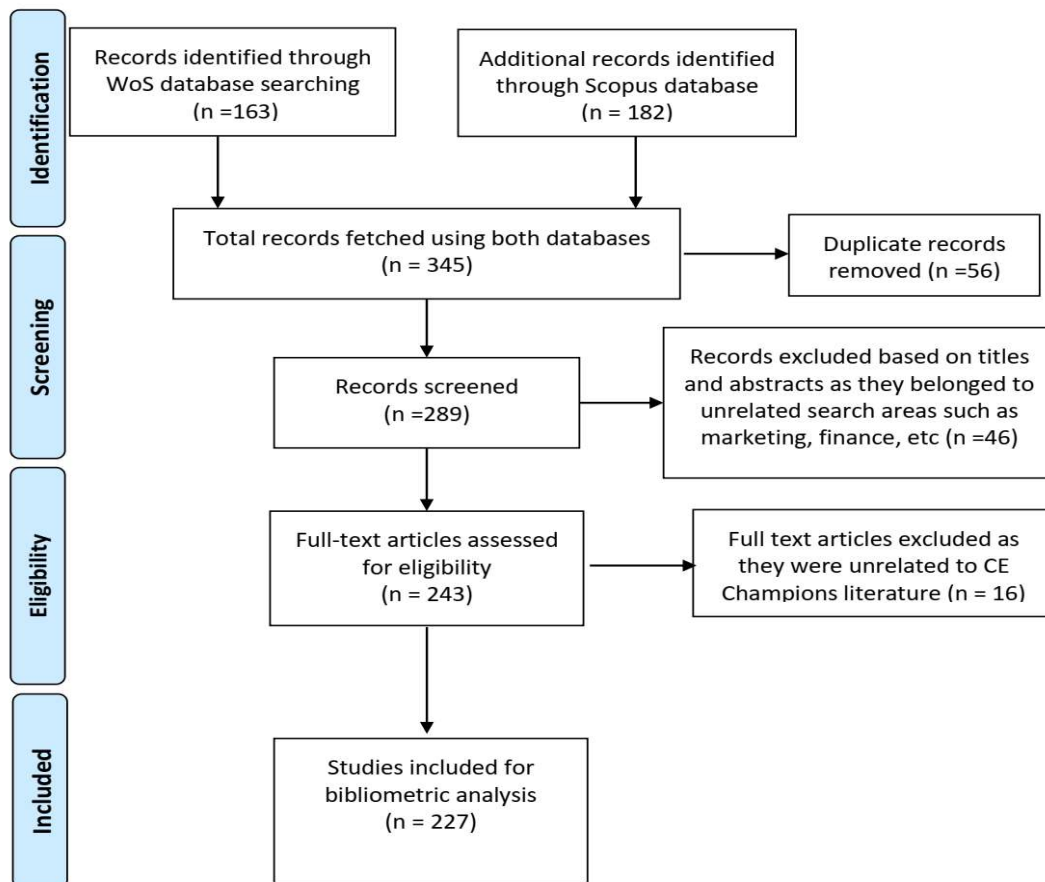 Identification
Records identified through
WoS database searching
(n =163)
Additional records identified
through Scopus database
(n = 182)
Total records fetched using both databases
(n = 345)
Duplicate records
removed (n =56)
Screening
Records screened
(n =289)
Records excluded based on titles
and abstracts as they belonged to
unrelated search areas such as
marketing, finance, etc (n =46)
Eligibility
Full-text articles assessed
for eligibility
(n = 243)
Full text articles excluded as
they were unrelated to CE
Champions literature (n = 16)
Included
Studies included for
bibliometric analysis
(n = 227)